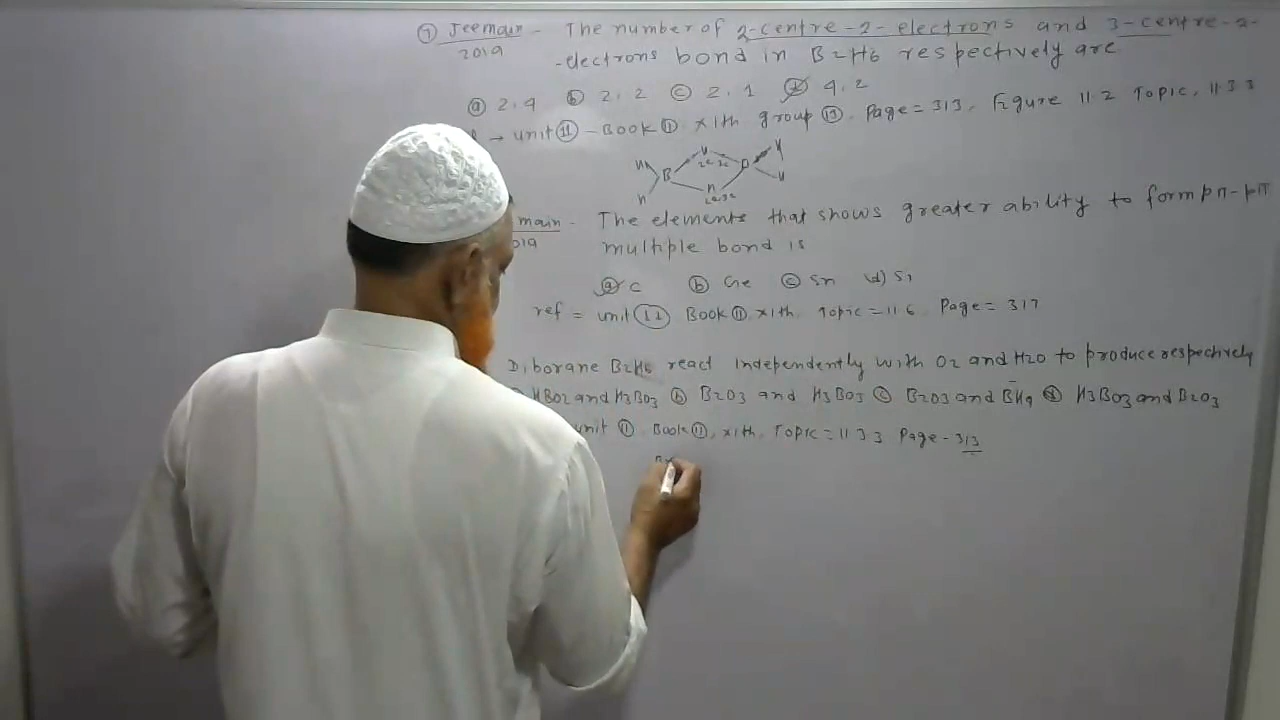 ① Jeemain - The number of 2-centre-2-electrons and 3-centre-2-
2019 -electrons bond in B2H6 respectively are
ⓐ 2,4 ⓑ 2,2 ⓒ 2,1 ⓓ 4,2
→ unit ⑪ - Book ⑪ XIth group ⑬, Page = 313, Figure 11.2 Topic, 11.3.3
H H H
B 2e-3c B
H H H
2e-3c
main - The elements that shows greater ability to form pπ-pπ
019 multiple bond is
ⓐ C ⓑ Ge ⓒ Sn (d) Si
ref = unit ⑪ Book ⑪, XIth, Topic = 11.6, Page = 317
Diborane B2H6 react independently with O2 and H2O to produce respectively
HBO2 and H3BO3 ⓑ B2O3 and H3BO3 ⓒ B2O3 and BH4 ⓓ H3BO3 and B2O3
unit ⑪ Book ⑪, XIth, Topic = 11.3.3 Page - 313